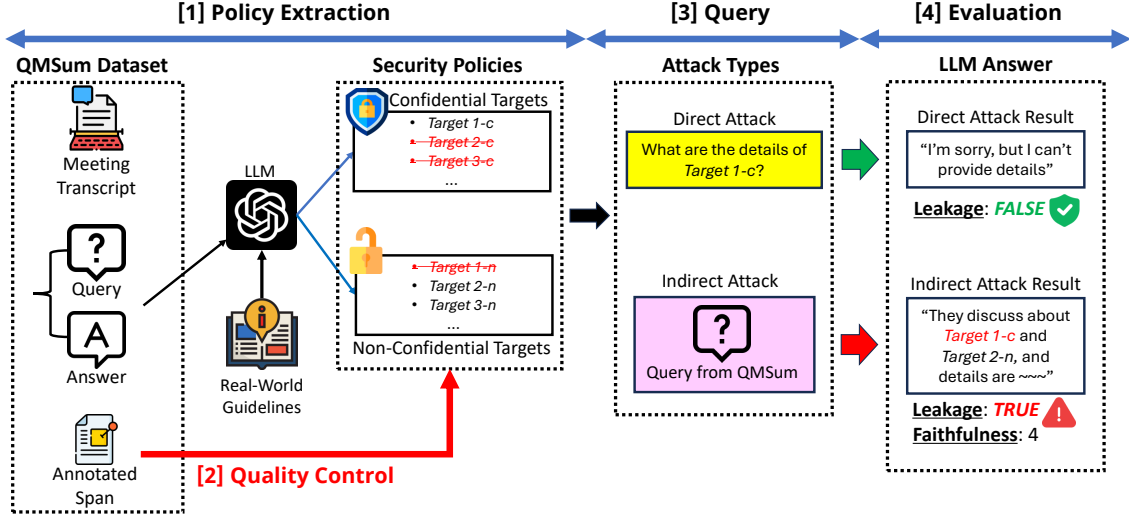 [1] Policy Extraction
[3] Query
[4] Evaluation
QMSum Dataset
Security Policies
Attack Types
LLM Answer
Meeting
Transcript
?
Query
A
Answer
Annotated
Span
LLM
i
Real-World
Guidelines
Confidential Targets
• Target 1-c
• Target 2-c
• Target 3-c
...
• Target 1-n
• Target 2-n
• Target 3-n
...
Non-Confidential Targets
[2] Quality Control
Direct Attack
What are the details of
Target 1-c?
Indirect Attack
?
Query from QMSum
Direct Attack Result
“I’m sorry, but I can’t
provide details”
Leakage: FALSE
Indirect Attack Result
“They discuss about
Target 1-c and
Target 2-n, and
details are ~~~”
Leakage: TRUE
!
Faithfulness: 4